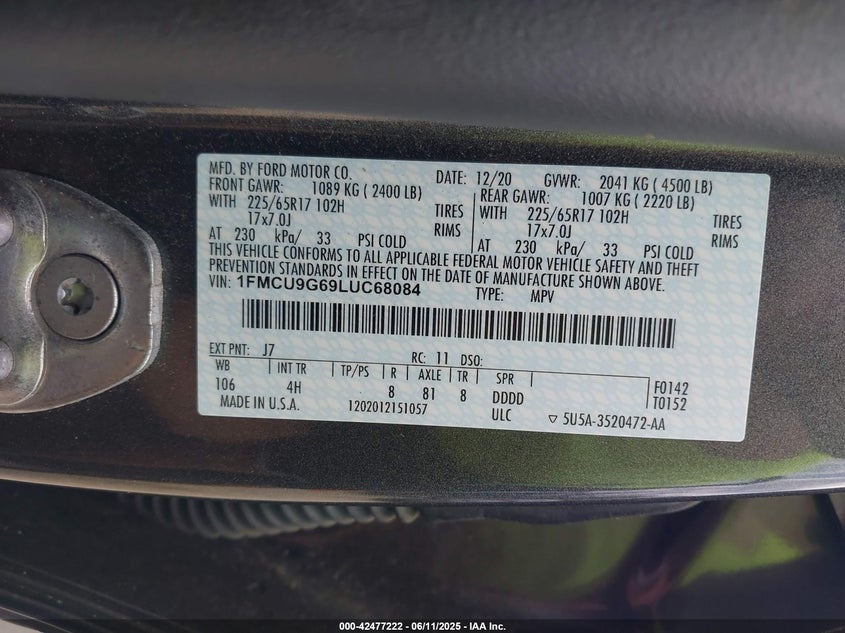 MFD. BY FORD MOTOR CO. DATE: 12/20 GVWR: 2041 KG ( 4500 LB)
FRONT GAWR: 1089 KG ( 2400 LB) REAR GAWR: 1007 KG ( 2220 LB)
WITH 225/65R17 102H TIRES WITH 225/65R17 102H TIRES
17x7.0J RIMS 17x7.0J RIMS
AT 230 kPa/ 33 PSI COLD AT 230 kPa/ 33 PSI COLD
THIS VEHICLE CONFORMS TO ALL APPLICABLE FEDERAL MOTOR VEHICLE SAFETY AND THEFT
PREVENTION STANDARDS IN EFFECT ON THE DATE OF MANUFACTURE SHOWN ABOVE.
VIN: 1FMCU9G69LUC68084 TYPE: MPV
EXT PNT: J7 RC: 11 DSO:
WB INT TR TP/PS R AXLE TR SPR F0142
106 4H 8 81 8 DDDD T0152
MADE IN U.S.A. 1202012151057 ULC ▽ 5U5A-3520472-AA
000-42477222 - 06/11/2025 - IAA Inc.